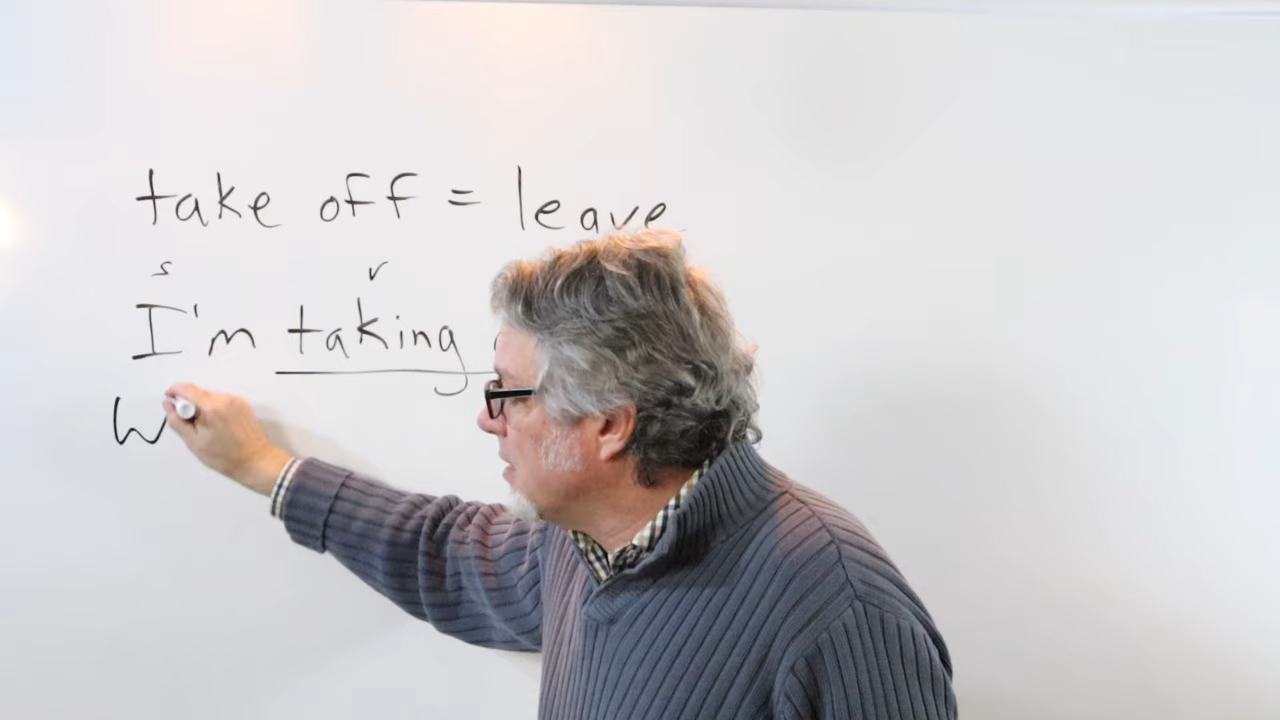 take off = leave
s v
I'm taking
W